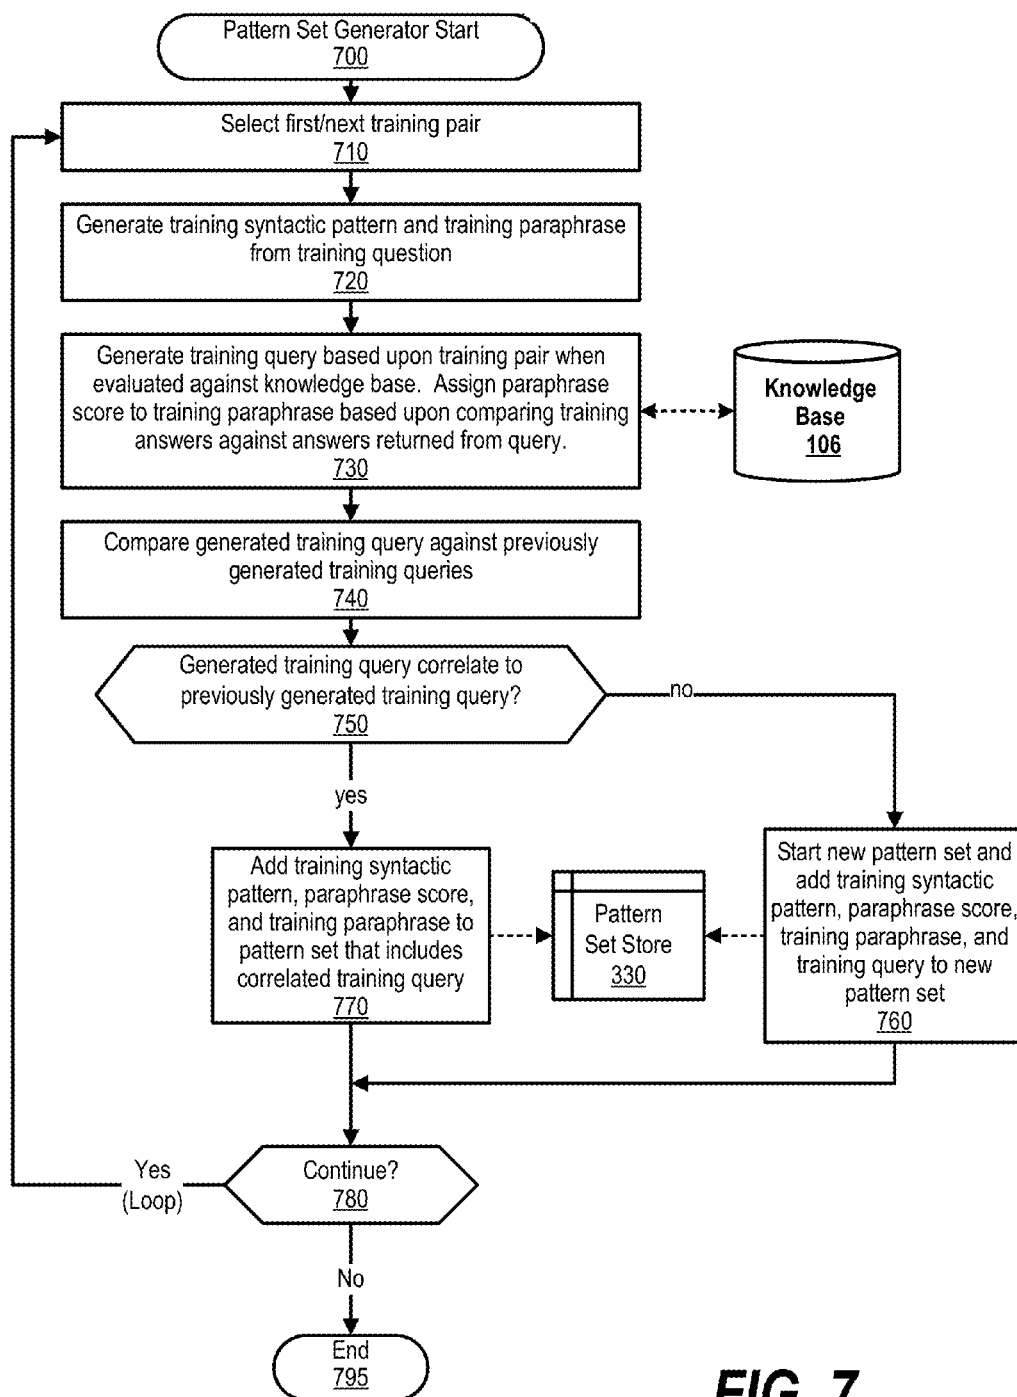 Pattern Set Generator Start
700
Select first/next training pair
710
Generate training syntactic pattern and training paraphrase
from training question
720
Generate training query based upon training pair when
evaluated against knowledge base. Assign paraphrase
score to training paraphrase based upon comparing training
answers against answers returned from query.
730
Knowledge
Base
106
Compare generated training query against previously
generated training queries
740
Generated training query correlate to
previously generated training query?
750
no
yes
Add training syntactic
pattern, paraphrase score,
and training paraphrase to
pattern set that includes
correlated training query
770
Pattern
Set Store
330
Start new pattern set and
add training syntactic
pattern, paraphrase score,
training paraphrase, and
training query to new
pattern set
760
Continue?
780
Yes
(Loop)
No
End
795
FIG. 7